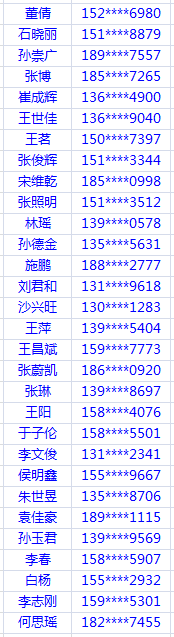 董倩 152****6980
石晓丽 151****8879
孙崇广 189****7557
张博 185****7265
崔成辉 136****4900
王世佳 136****9040
王茗 150****7397
张俊辉 151****3344
宋维乾 185****0998
张照明 151****3512
林瑶 139****0578
孙德金 135****5631
施鹏 188****2777
刘君和 131****9618
沙兴旺 130****1283
王萍 139****5404
王昌斌 159****7773
张蔚凯 186****0920
张琳 139****8697
王阳 158****4076
于子伦 158****5501
李文俊 131****2341
侯明鑫 155****9667
朱世昱 135****8706
袁佳豪 189****1115
孙玉君 139****9569
李春 158****5907
白杨 155****2932
李志刚 159****5301
何思瑶 182****7455